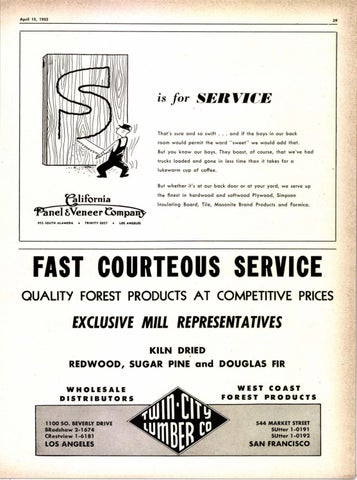 April 15, 1952
29
S
is for SERVICE
That's sure and so swift . . . and if the boys in our back
room would permit the word "sweet" we would add that.
But you know our boys. They boast, of course, that we've had
trucks loaded and gone in less time than it takes for a
lukewarm cup of coffee.
But whether it's at our back door or at your yard, we serve up
the finest in hardwood and softwood Plywood, Simpson
Insulating Board, Tile, Masonite Brand Products and Formica.
California
Panel & Veneer Company
955 SOUTH ALAMEDA • TRINITY 0057 • LOS ANGELES
FAST COURTEOUS SERVICE
QUALITY FOREST PRODUCTS AT COMPETITIVE PRICES
EXCLUSIVE MILL REPRESENTATIVES
KILN DRIED
REDWOOD, SUGAR PINE and DOUGLAS FIR
WHOLESALE
DISTRIBUTORS
WEST COAST
FOREST PRODUCTS
TWIN-CITY
LUMBER CO
1100 SO. BEVERLY DRIVE
BRadshaw 2-1674
CRestview 1-6181
LOS ANGELES
544 MARKET STREET
SUtter 1-0191
SUtter 1-0192
SAN FRANCISCO